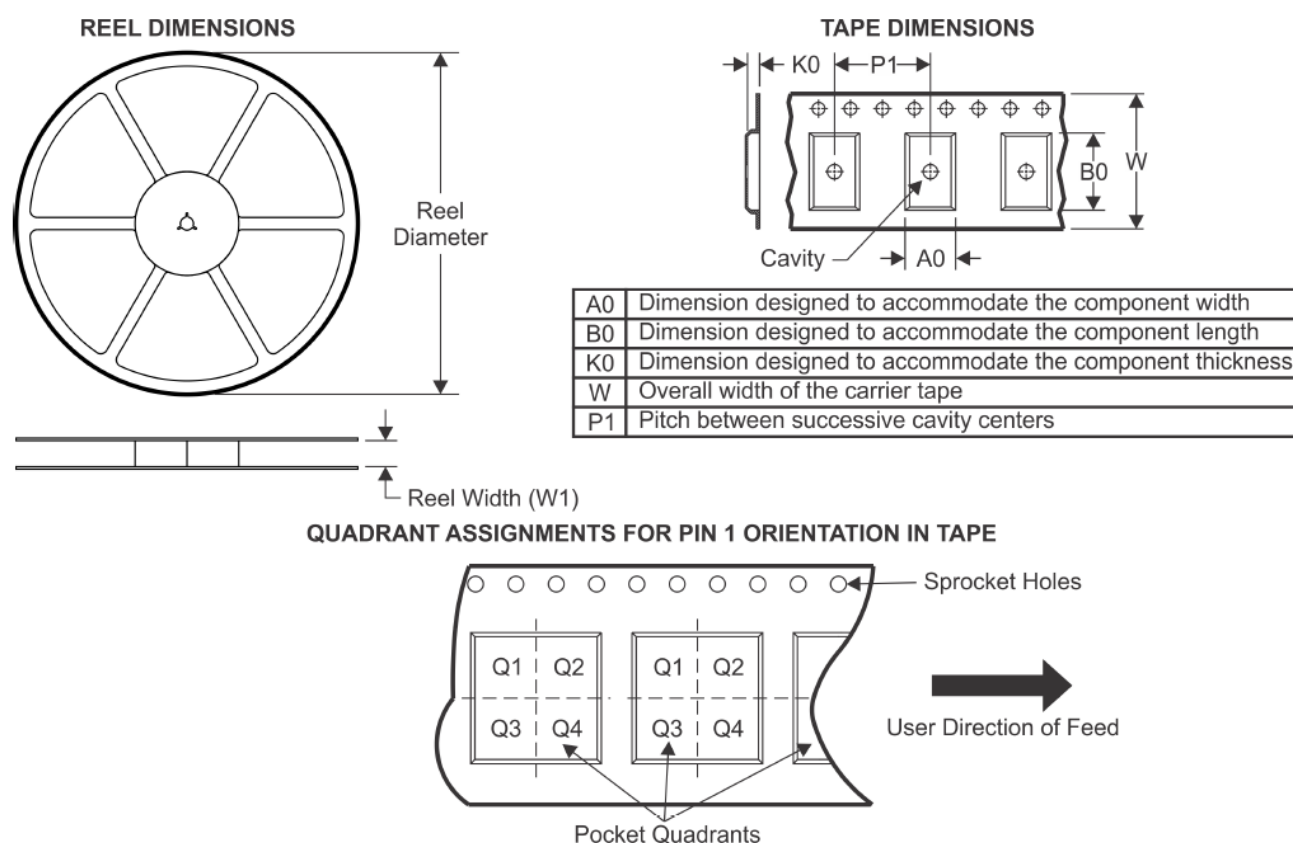 REEL DIMENSIONS
Reel
Diameter
Reel Width (W1)
TAPE DIMENSIONS
K0
P1
B0
W
Cavity
A0
A0 Dimension designed to accommodate the component width
B0 Dimension designed to accommodate the component length
K0 Dimension designed to accommodate the component thickness
W Overall width of the carrier tape
P1 Pitch between successive cavity centers
QUADRANT ASSIGNMENTS FOR PIN 1 ORIENTATION IN TAPE
Sprocket Holes
Q1 Q2 Q1 Q2
Q3 Q4 Q3 Q4
User Direction of Feed
Pocket Quadrants